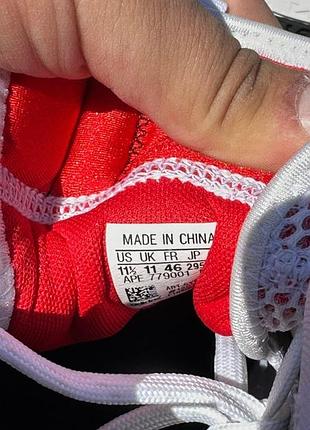 MADE IN CHINA
US UK FR JP
11½ 11 46 295
APE 779001